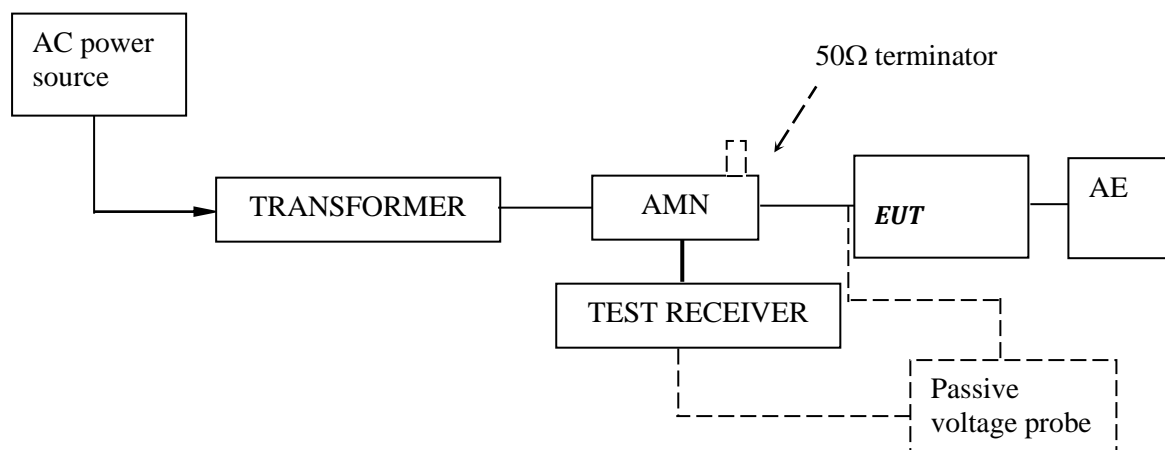 AC power
source
50Ω terminator
TRANSFORMER
AMN
EUT
AE
TEST RECEIVER
Passive
voltage probe